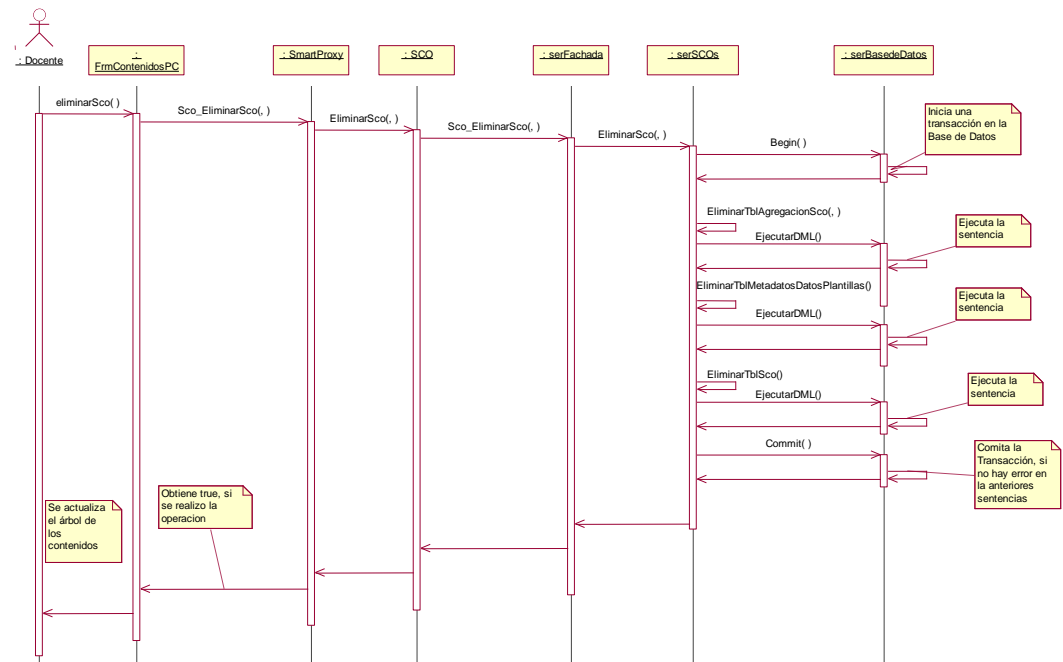 : Docente
:
FrmContenidosPC
: SmartProxy
: SCO
: serFachada
: serSCOs
: serBasedeDatos
eliminarSco( )
Sco_EliminarSco(, )
EliminarSco(, )
Sco_EliminarSco(, )
EliminarSco(, )
Begin( )
Inicia una
transacción en la
Base de Datos
EliminarTblAgregacionSco(, )
EjecutarDML()
Ejecuta la
sentencia
EliminarTblMetadatosDatosPlantillas()
EjecutarDML()
Ejecuta la
sentencia
EliminarTblSco()
EjecutarDML()
Ejecuta la
sentencia
Commit( )
Comita la
Transacción, si
no hay error en
la anteriores
sentencias
Obtiene true, si
se realizo la
operacion
Se actualiza
el árbol de
los
contenidos